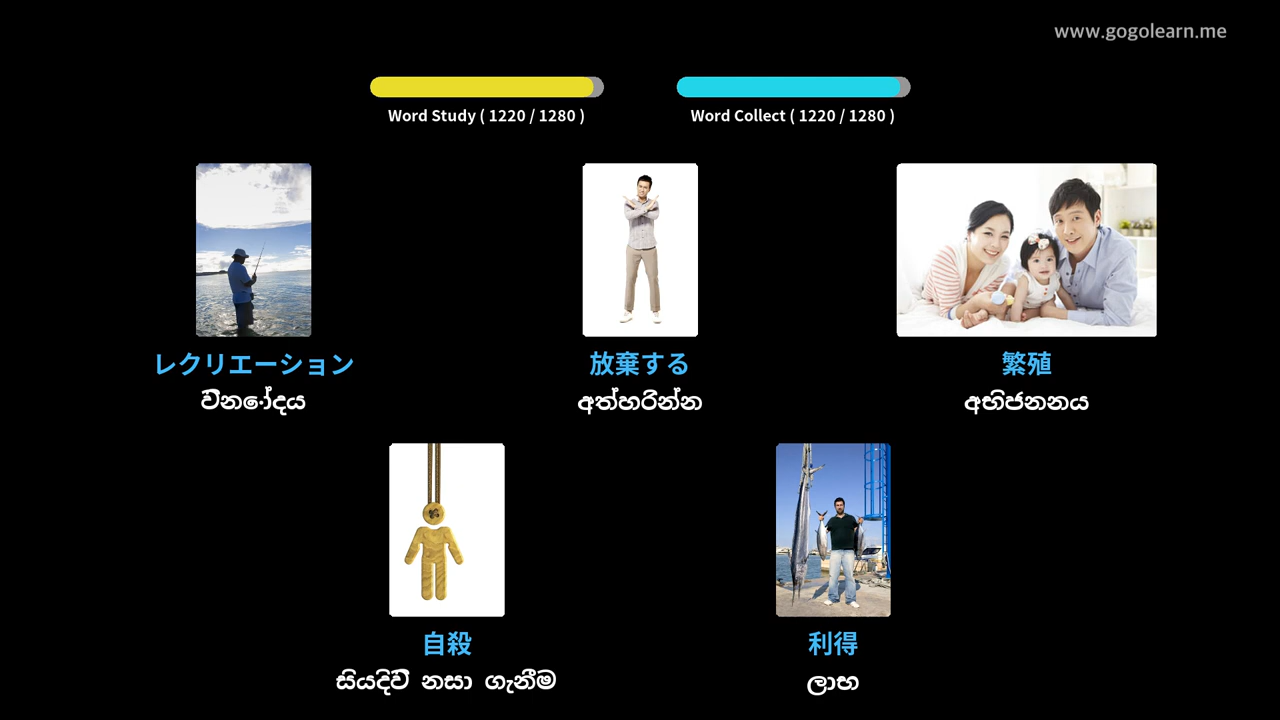 www.gogolearn.me
Word Study ( 1220 / 1280 )
Word Collect ( 1220 / 1280 )
レクリエーション
විනෝදය
放棄する
අත්හරින්න
繁殖
අභිජනනය
自殺
සියදිවි නසා ගැනීම
利得
ලාභ